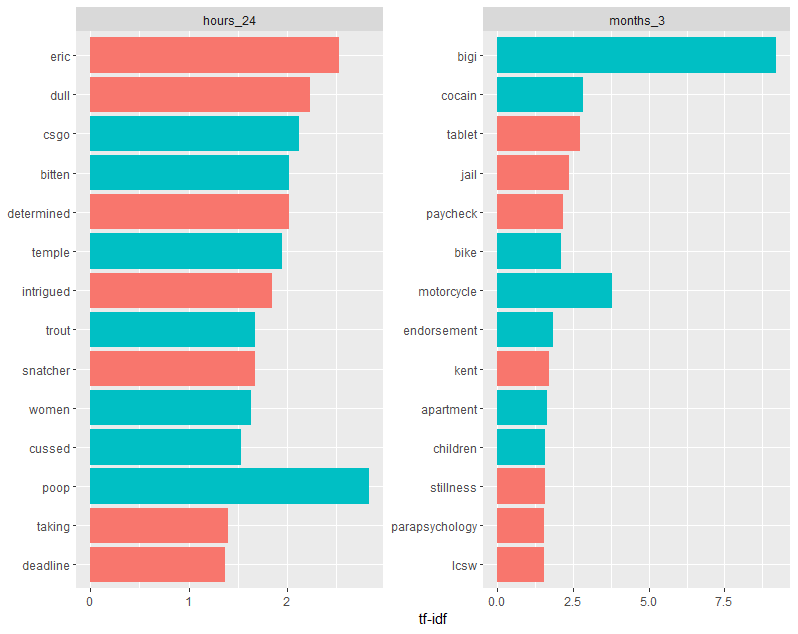 hours_24
eric
dull
csgo
bitten
determined
temple
intrigued
trout
snatcher
women
cussed
poop
taking
deadline
0 1 2
months_3
bigi
cocain
tablet
jail
paycheck
bike
motorcycle
endorsement
kent
apartment
children
stillness
parapsychology
lcsw
0.0 2.5 5.0 7.5
tf-idf